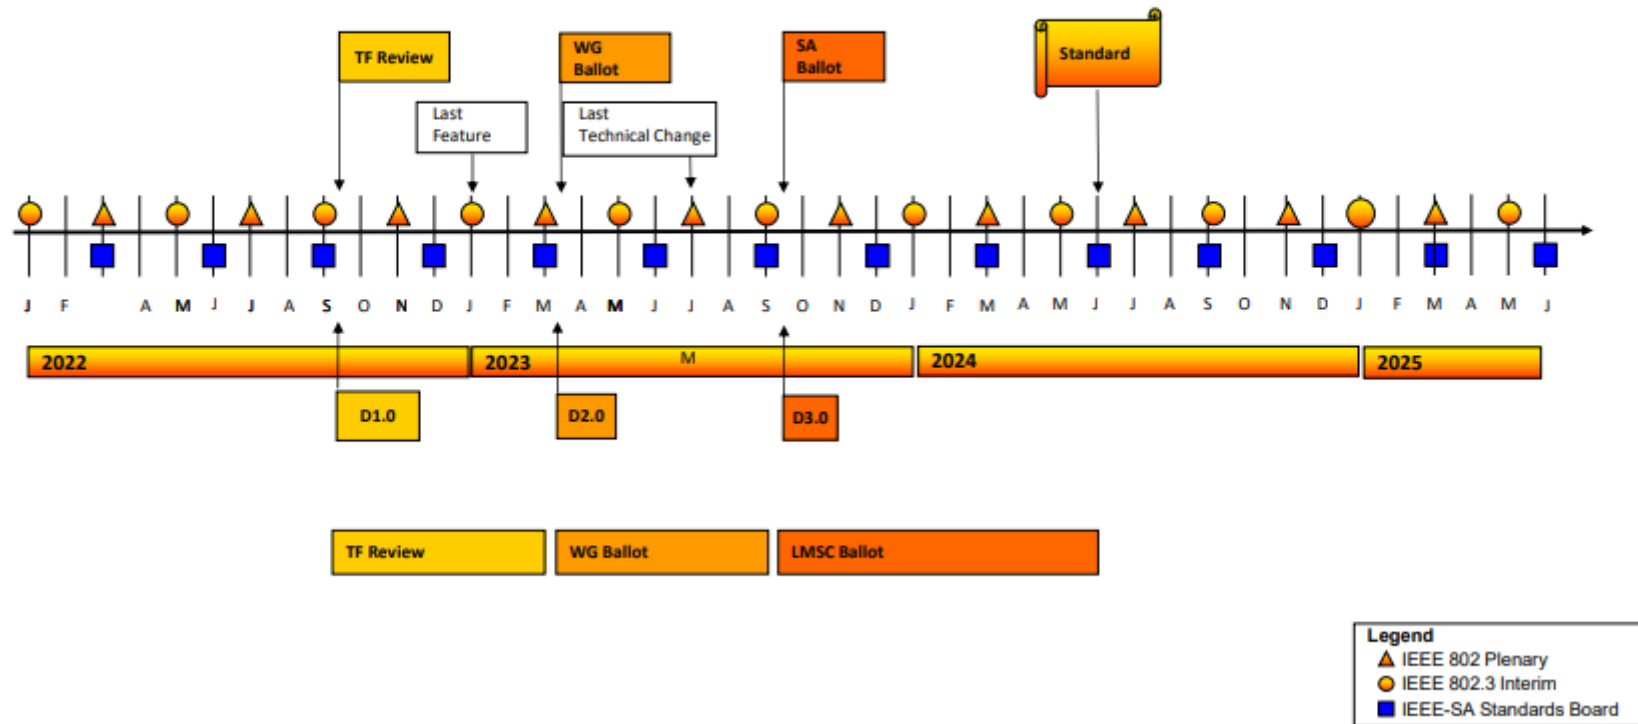 TF Review
WG
Ballot
SA
Ballot
Standard
Last
Feature
Last
Technical Change
J F A M J J A S O N D J F M A M J J A S O N D J F M A M J J A S O N D J F M A M J
2022
2023
M
2024
2025
D1.0
D2.0
D3.0
TF Review
WG Ballot
LMSC Ballot
Legend
IEEE 802 Plenary
IEEE 802.3 Interim
IEEE-SA Standards Board